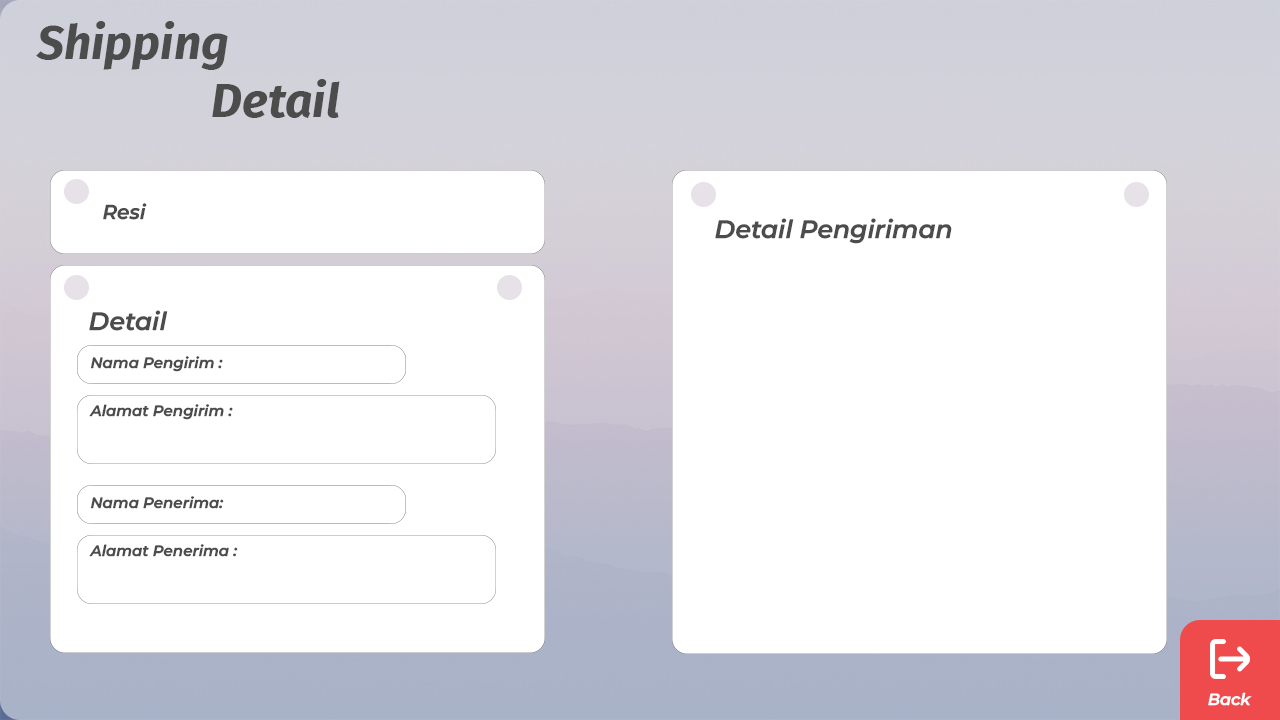 Shipping
Detail
Resi
Detail
Nama Pengirim :
Alamat Pengirim :
Nama Penerima:
Alamat Penerima :
Detail Pengiriman
Back